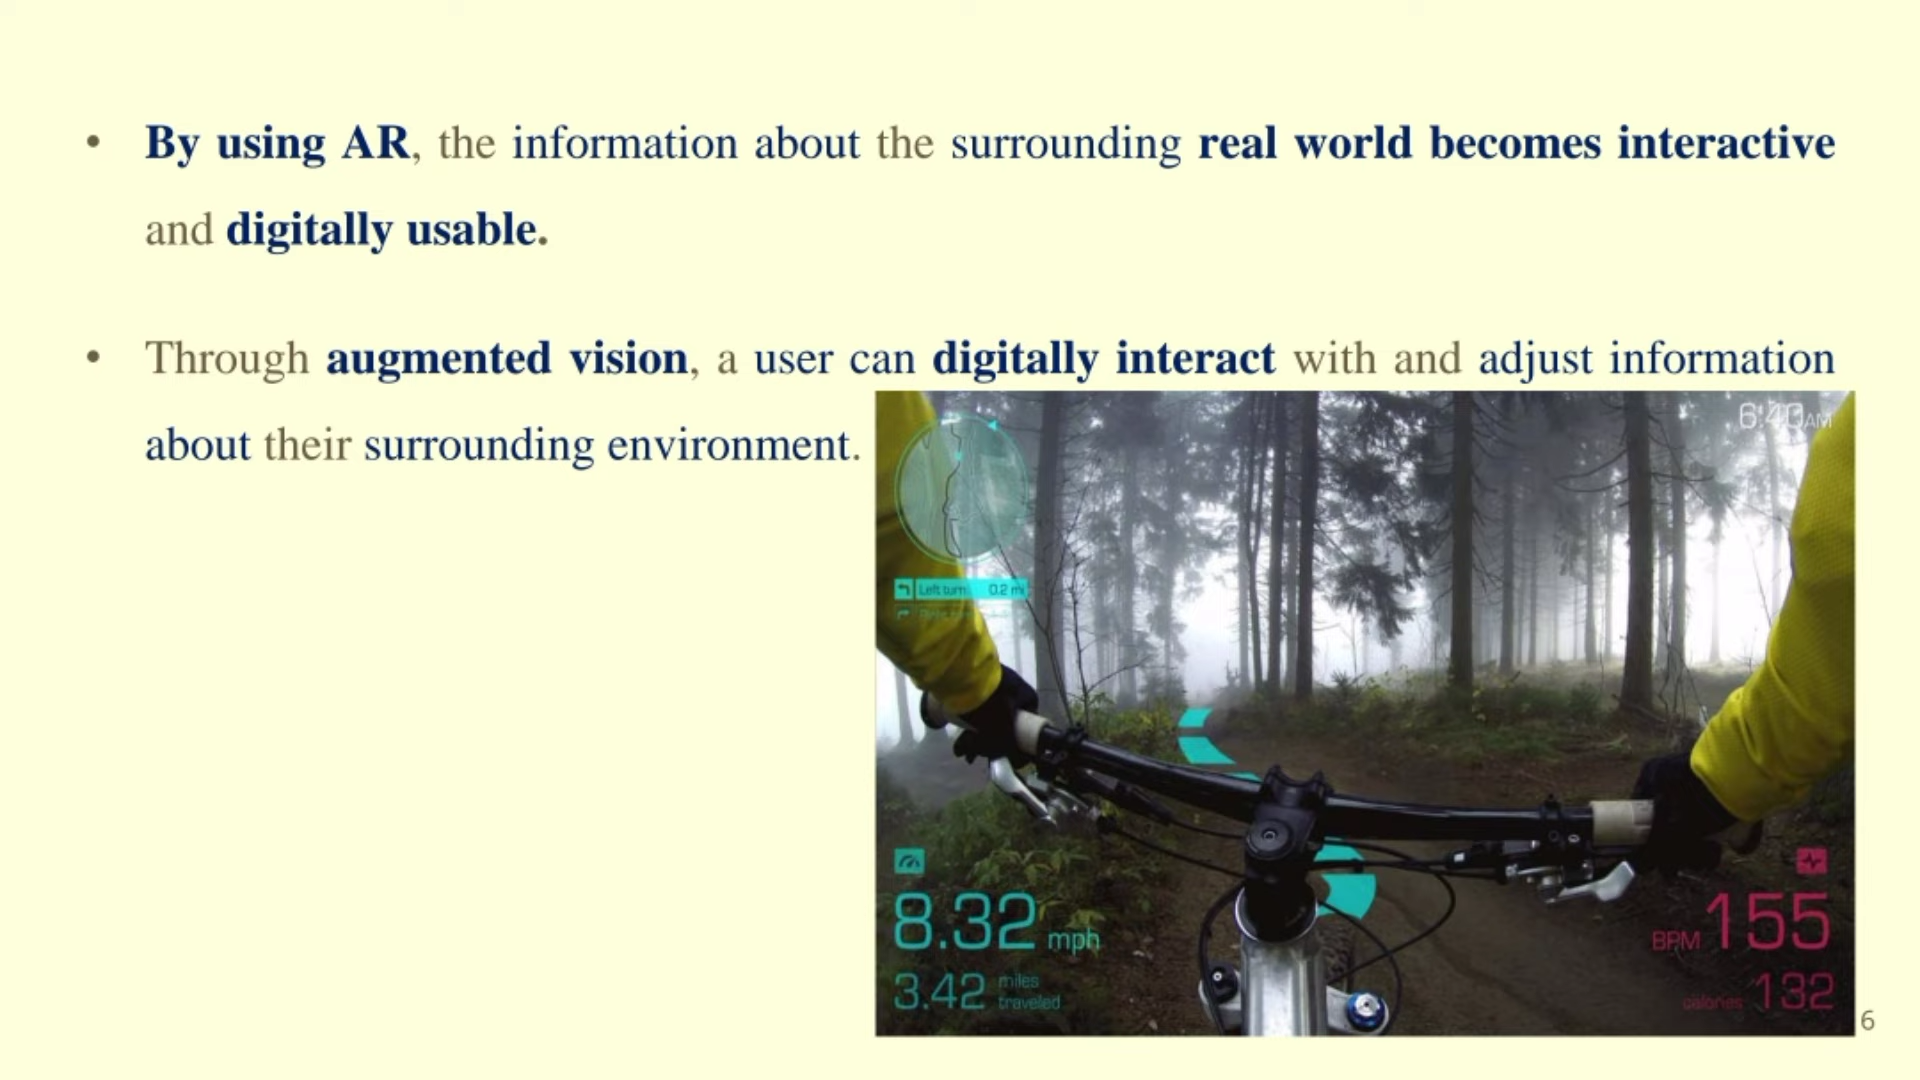 • By using AR, the information about the surrounding real world becomes interactive
and digitally usable.
• Through augmented vision, a user can digitally interact with and adjust information
about their surrounding environment.
6:40AM
Left turn 0.2 mi
8.32 mph
3.42 miles traveled
BPM 155
calories 132
6